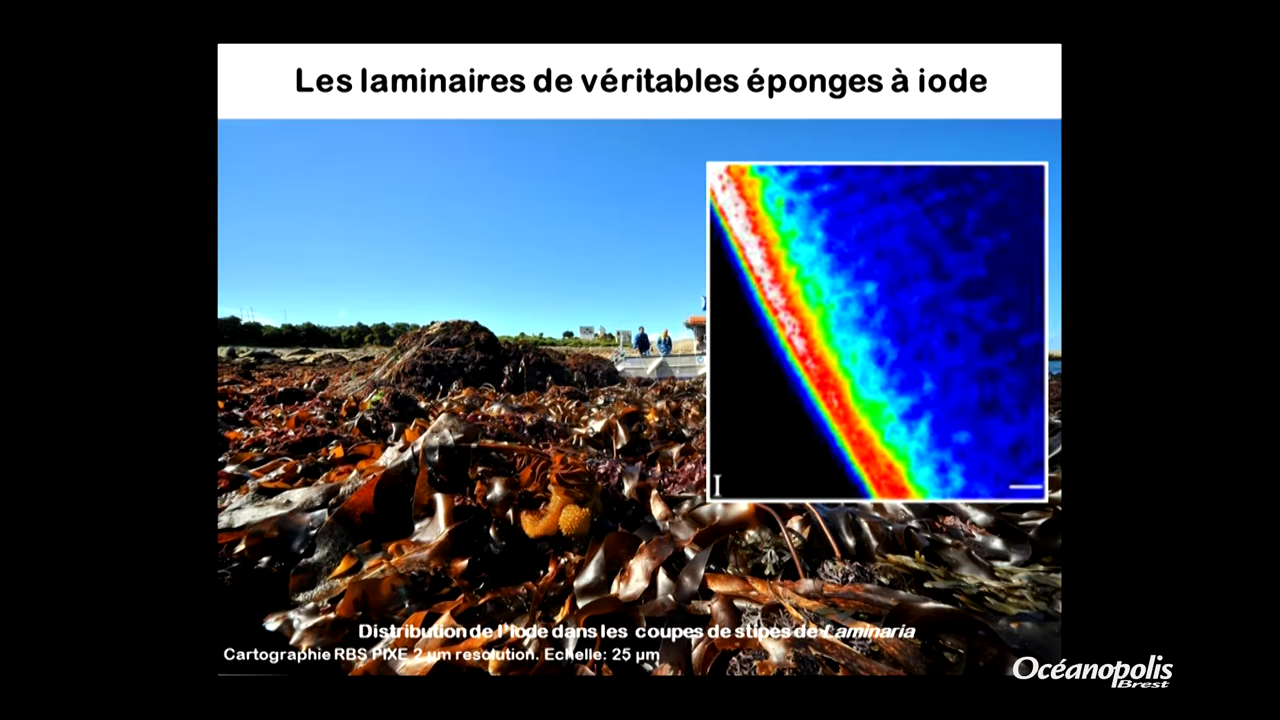 Les laminaires de véritables éponges à iode
I
Distribution de l'Iode dans les coupes de stipes de Laminaria
Cartographie RBS PIXE 2 µm resolution. Echelle: 25 µm
Océanopolis
Brest